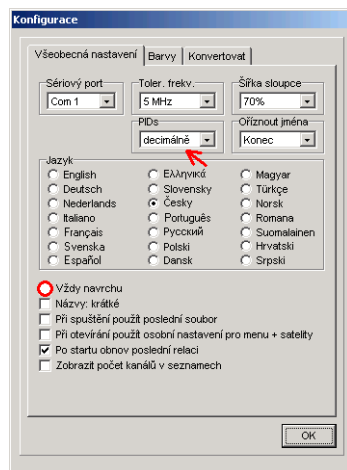 Konfigurace
Všeobecná nastavení Barvy Konvertovat
Sériový port Toler. frekv. Šířka sloupce
Com 1 5 MHz 70%
PIDs Oříznout jména
decimálně Konec
Jazyk
English Ελληνικά Magyar
Deutsch Slovensky Türkçe
Nederlands Česky Norsk
Italiano Português Romana
Français Русский Suomalainen
Svenska Polski Hrvatski
Español Dansk Srpski
Vždy navrchu
Názvy: krátké
Při spuštění použít poslední soubor
Při otevírání použít osobní nastavení pro menu + satelity
Po startu obnov poslední relaci
Zobrazit počet kanálů v seznamech
OK